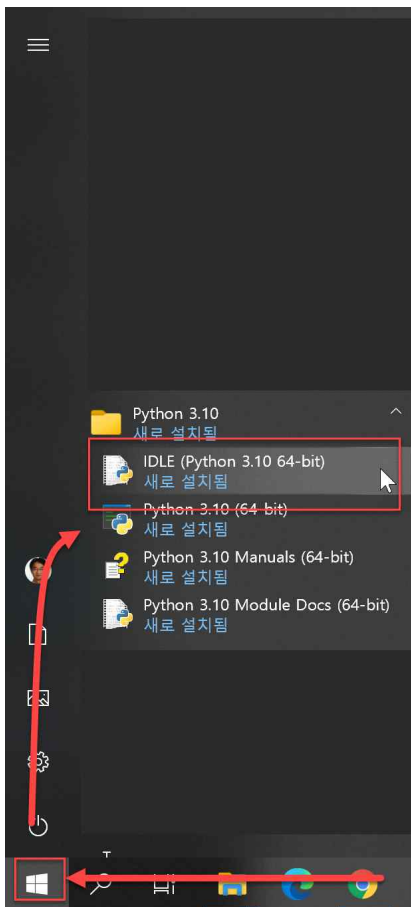 Python 3.10
새로 설치됨
IDLE (Python 3.10 64-bit)
새로 설치됨
Python 3.10 (64-bit)
새로 설치됨
Python 3.10 Manuals (64-bit)
새로 설치됨
Python 3.10 Module Docs (64-bit)
새로 설치됨